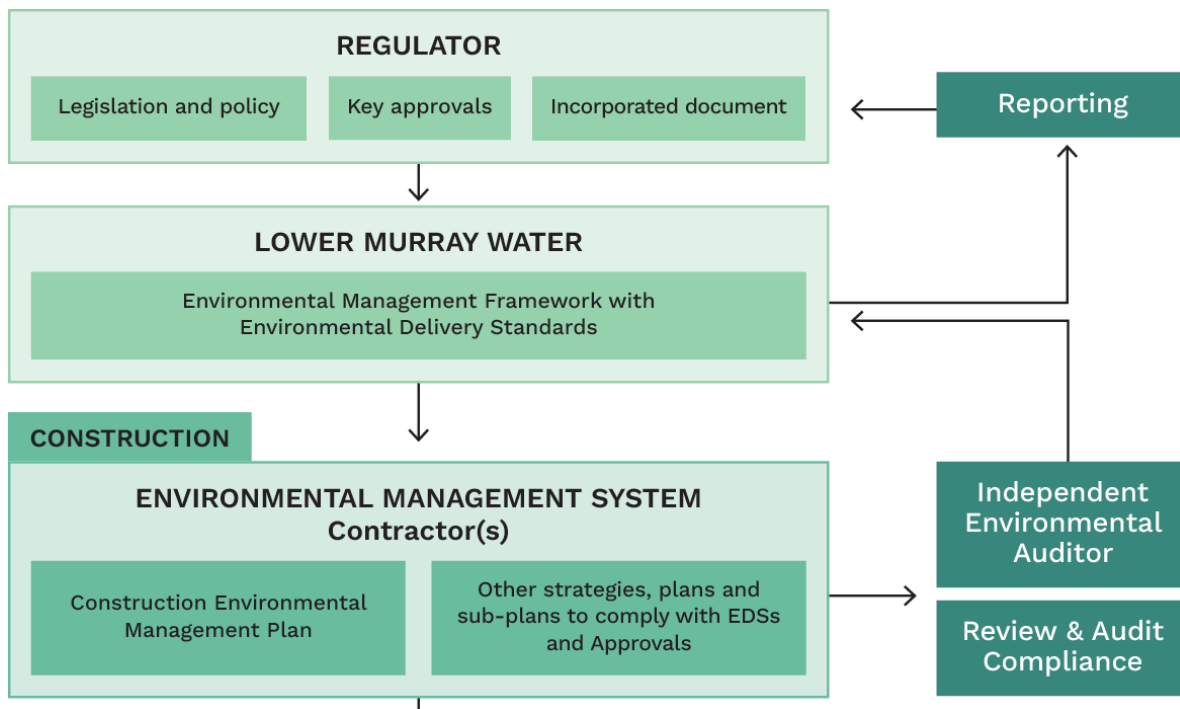 REGULATOR
Legislation and policy
Key approvals
Incorporated document
Reporting
LOWER MURRAY WATER
Environmental Management Framework with
Environmental Delivery Standards
CONSTRUCTION
ENVIRONMENTAL MANAGEMENT SYSTEM
Contractor(s)
Construction Environmental
Management Plan
Other strategies, plans and
sub-plans to comply with EDSs
and Approvals
Independent
Environmental
Auditor
Review & Audit
Compliance